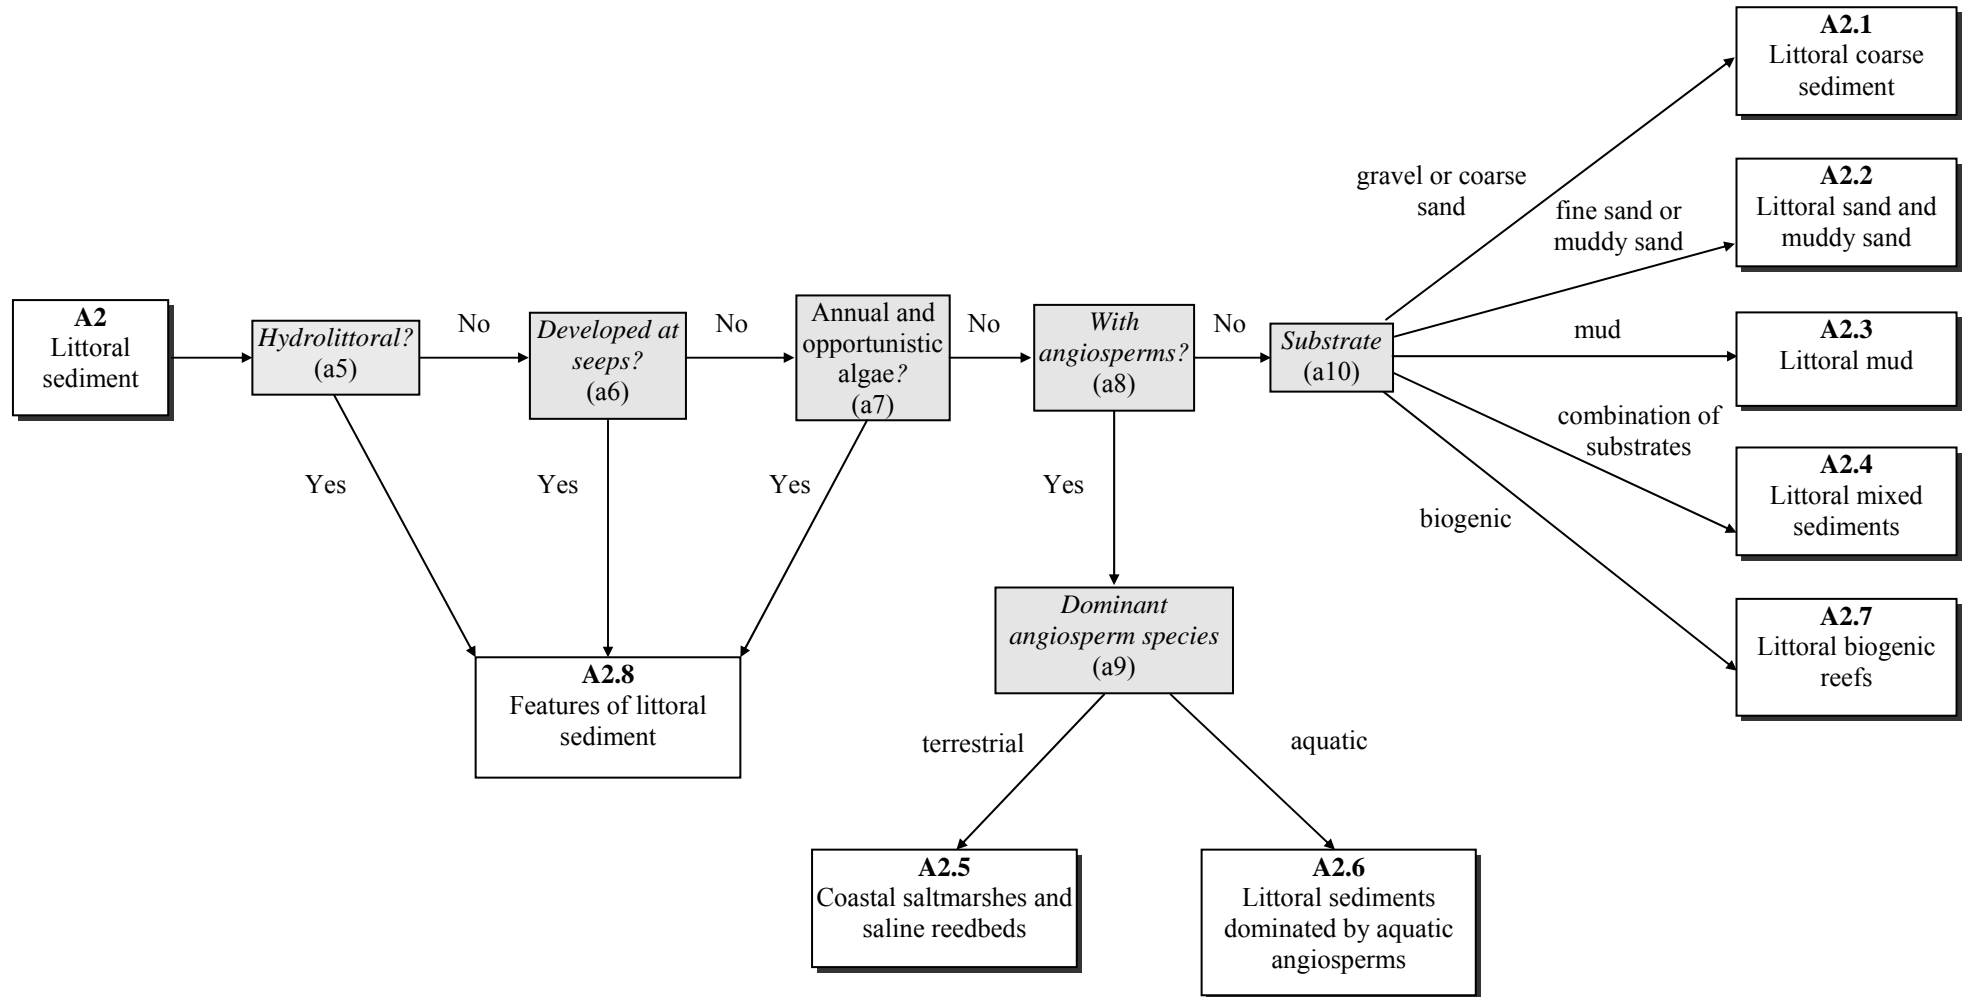 A2
Littoral
sediment
Hydrolittoral?
(a5)
No
Yes
Developed at
seeps?
(a6)
No
Yes
Annual and
opportunistic
algae?
(a7)
No
Yes
A2.8
Features of littoral
sediment
With
angiosperms?
(a8)
No
Yes
Dominant
angiosperm species
(a9)
terrestrial
aquatic
A2.5
Coastal saltmarshes and
saline reedbeds
A2.6
Littoral sediments
dominated by aquatic
angiosperms
Substrate
(a10)
gravel or coarse
sand
fine sand or
muddy sand
mud
combination of
substrates
biogenic
A2.1
Littoral coarse
sediment
A2.2
Littoral sand and
muddy sand
A2.3
Littoral mud
A2.4
Littoral mixed
sediments
A2.7
Littoral biogenic
reefs